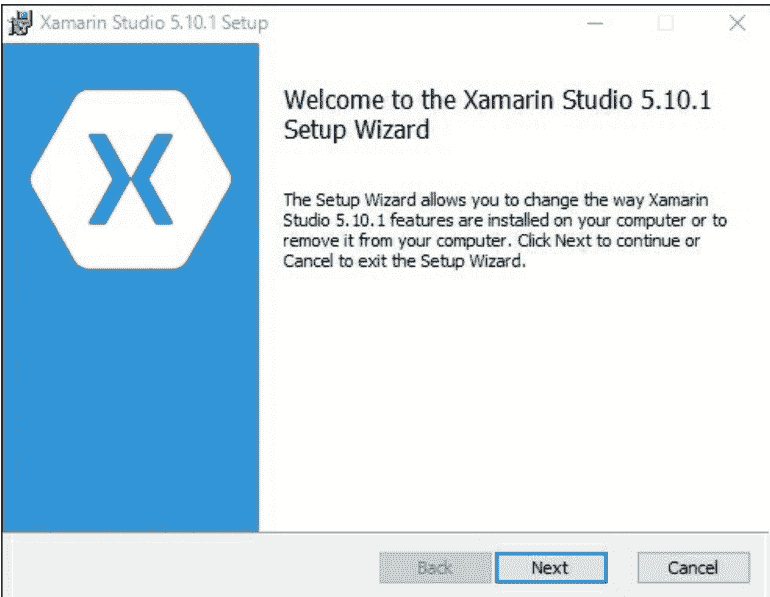 Xamarin Studio 5.10.1 Setup
Welcome to the Xamarin Studio 5.10.1
Setup Wizard
The Setup Wizard allows you to change the way Xamarin
Studio 5.10.1 features are installed on your computer or to
remove it from your computer. Click Next to continue or
Cancel to exit the Setup Wizard.
Back Next Cancel